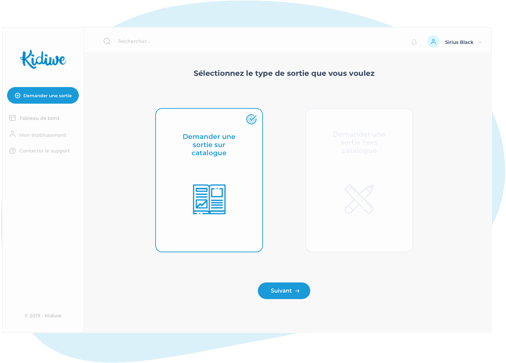 Kidiwe
Rechercher...
Sirius Black
Demander une sortie
Tableau de bord
Mon établissement
Contacter le support
Sélectionnez le type de sortie que vous voulez
Demander une
sortie sur
catalogue
Demander une
sortie hors
catalogue
Suivant →
© 2019 - Kidiwe